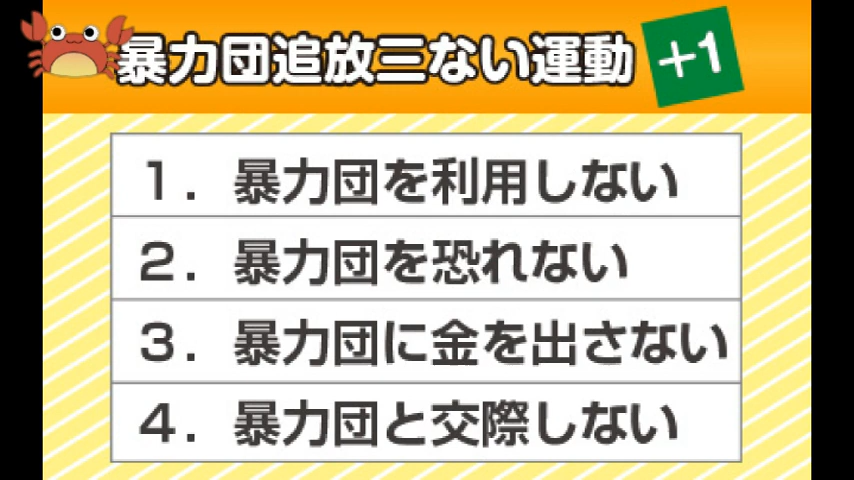 暴力団追放三ない運動 +1
1. 暴力団を利用しない
2. 暴力団を恐れない
3. 暴力団に金を出さない
4. 暴力団と交際しない